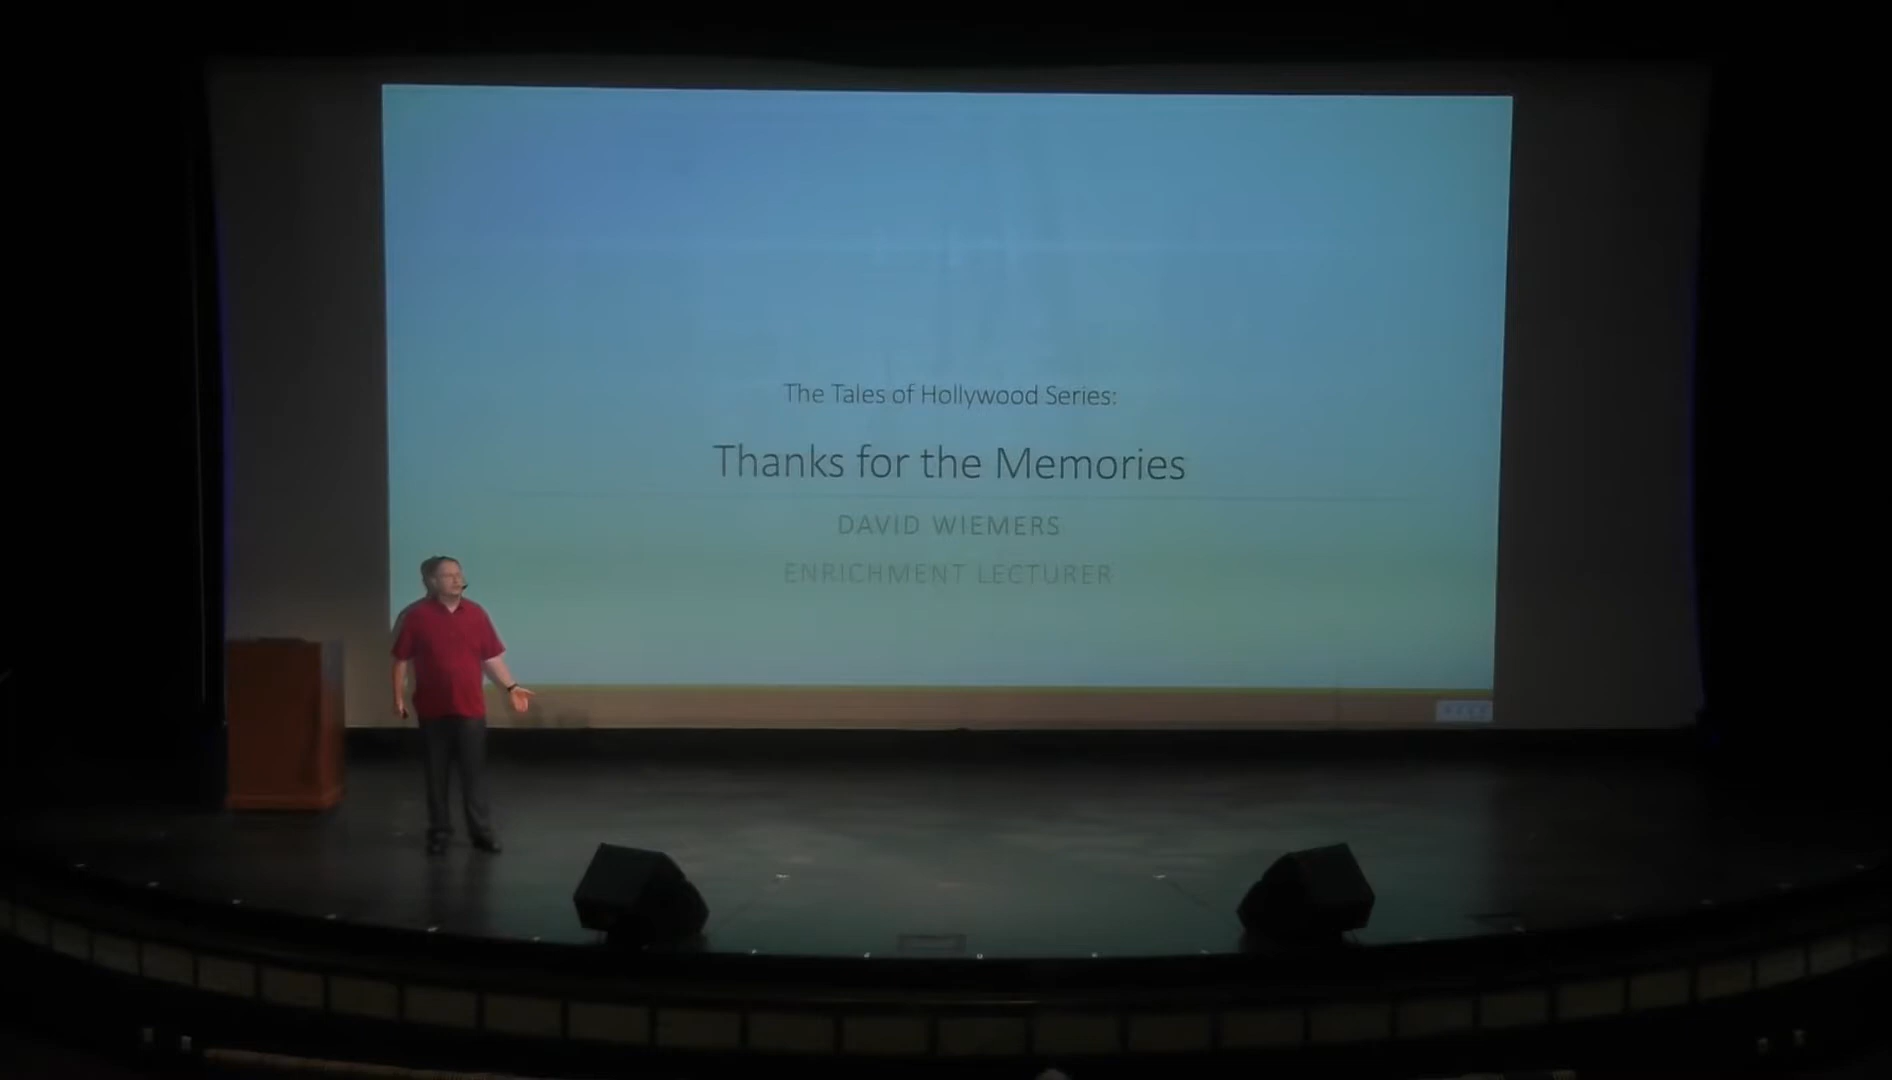 The Tales of Hollywood Series:
Thanks for the Memories
DAVID WIEMERS
ENRICHMENT LECTURER